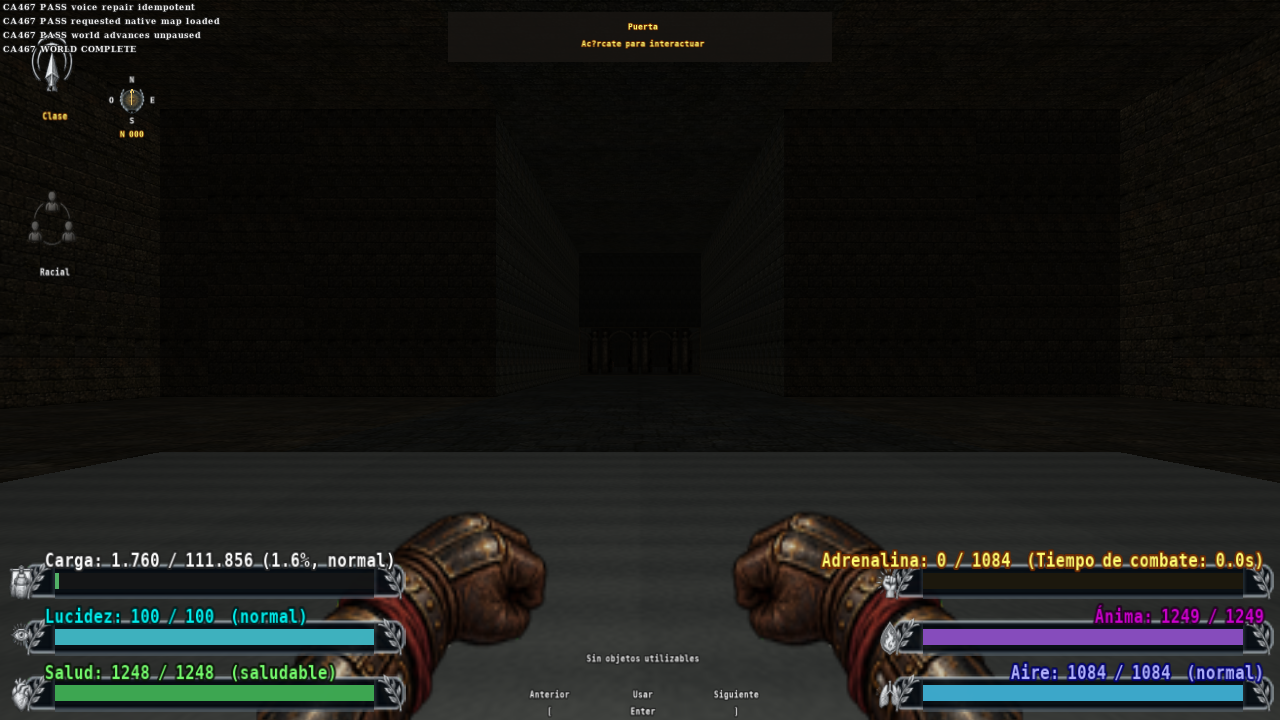 CA467 PASS voice repair idempotent
CA467 PASS requested native map loaded
CA467 PASS world advances unpaused
CA467 WORLD COMPLETE
Puerta
Ac?rcate para interactuar
Clase
N
O E
S
N 000
Racial
Carga: 1.760 / 111.856 (1.6%, normal)
Lucidez: 100 / 100 (normal)
Salud: 1248 / 1248 (saludable)
Adrenalina: 0 / 1084 (Tiempo de combate: 0.0s)
Ánima: 1249 / 1249
Aire: 1084 / 1084 (normal)
Sin objetos utilizables
Anterior Usar Siguiente
[ Enter ]